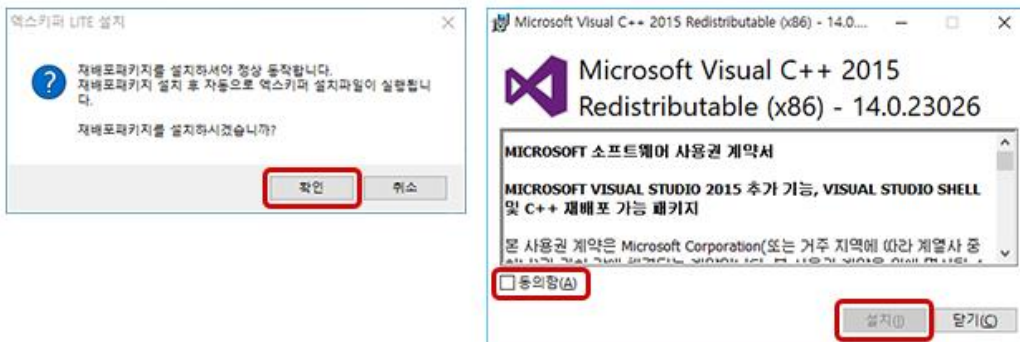 엑스키퍼 LITE 설치
재배포패키지를 설치하셔야 정상 동작합니다.
재배포패키지 설치 후 자동으로 엑스키퍼 설치파일이 실행됩니
다.
재배포패키지를 설치하시겠습니까?
확인
취소
Microsoft Visual C++ 2015 Redistributable (x86) - 14.0....
Microsoft Visual C++ 2015
Redistributable (x86) - 14.0.23026
MICROSOFT 소프트웨어 사용권 계약서
MICROSOFT VISUAL STUDIO 2015 추가 기능, VISUAL STUDIO SHELL
및 C++ 재배포 가능 패키지
본 사용권 계약은 Microsoft Corporation(또는 거주 지역에 따라 계열사 중
동의함(A)
설치(I)
닫기(C)